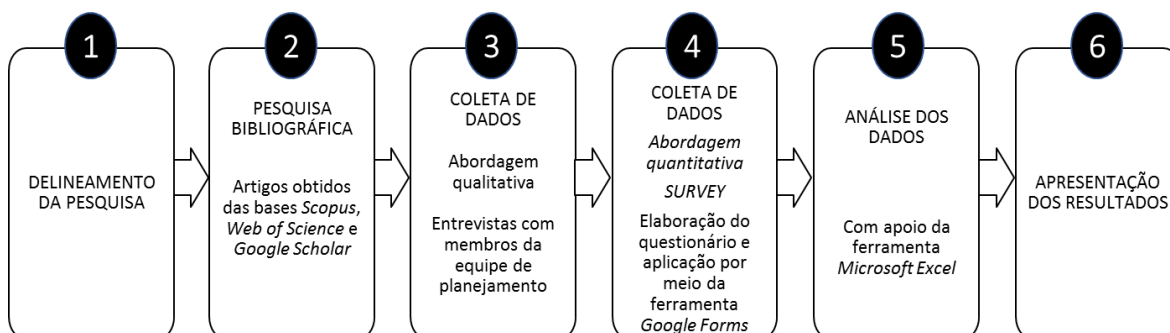 1
DELINEAMENTO
DA PESQUISA
2
PESQUISA
BIBLIOGRÁFICA
Artigos obtidos
das bases Scopus,
Web of Science e
Google Scholar
3
COLETA DE
DADOS
Abordagem
qualitativa
Entrevistas com
membros da
equipe de
planejamento
4
COLETA DE
DADOS
Abordagem
quantitativa
SURVEY
Elaboração do
questionário e
aplicação por
meio da
ferramenta
Google Forms
5
ANÁLISE DOS
DADOS
Com apoio da
ferramenta
Microsoft Excel
6
APRESENTAÇÃO
DOS RESULTADOS